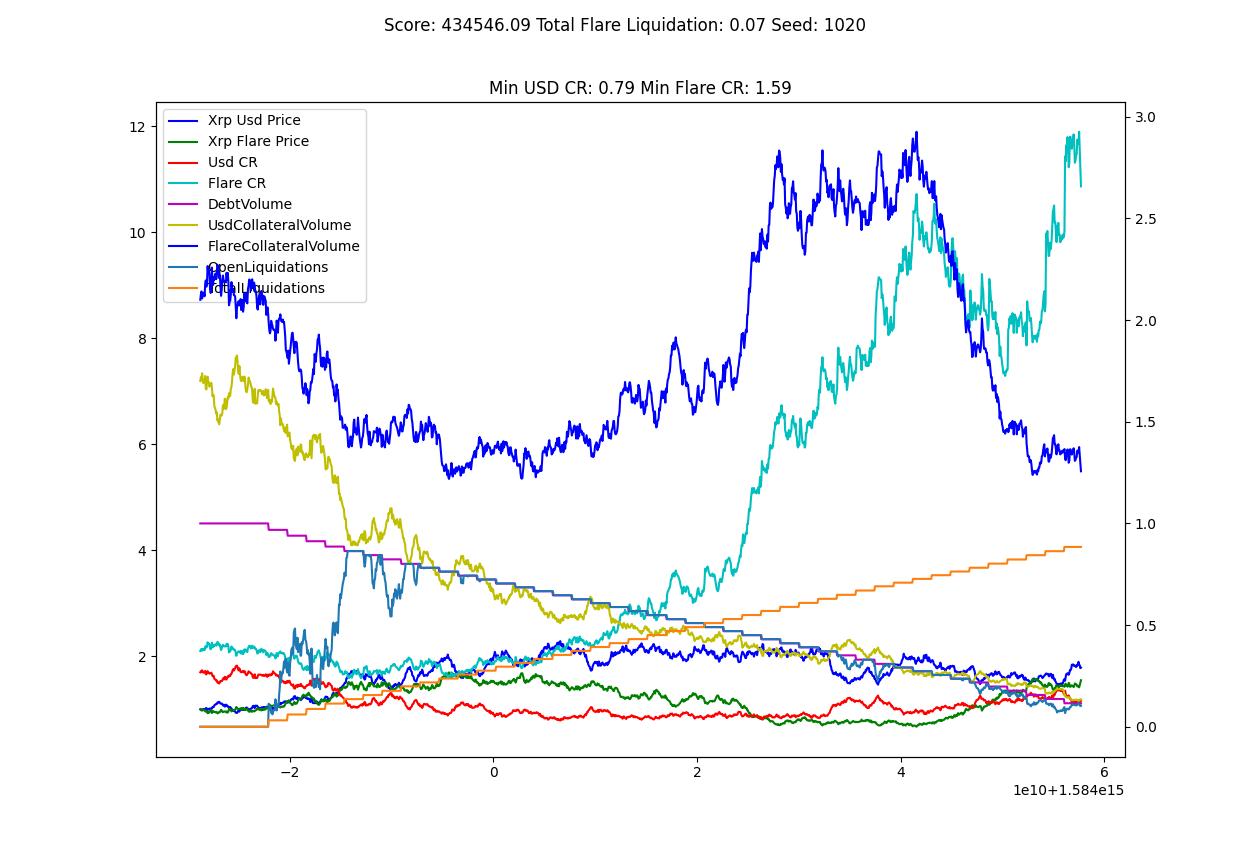 Score: 434546.09 Total Flare Liquidation: 0.07 Seed: 1020
Min USD CR: 0.79 Min Flare CR: 1.59
Xrp Usd Price
Xrp Flare Price
Usd CR
Flare CR
DebtVolume
UsdCollateralVolume
FlareCollateralVolume
OpenLiquidations
TotalLiquidations
12
10
8
6
4
2
3.0
2.5
2.0
1.5
1.0
0.5
0.0
−2
0
2
4
6
1e10+1.584e15